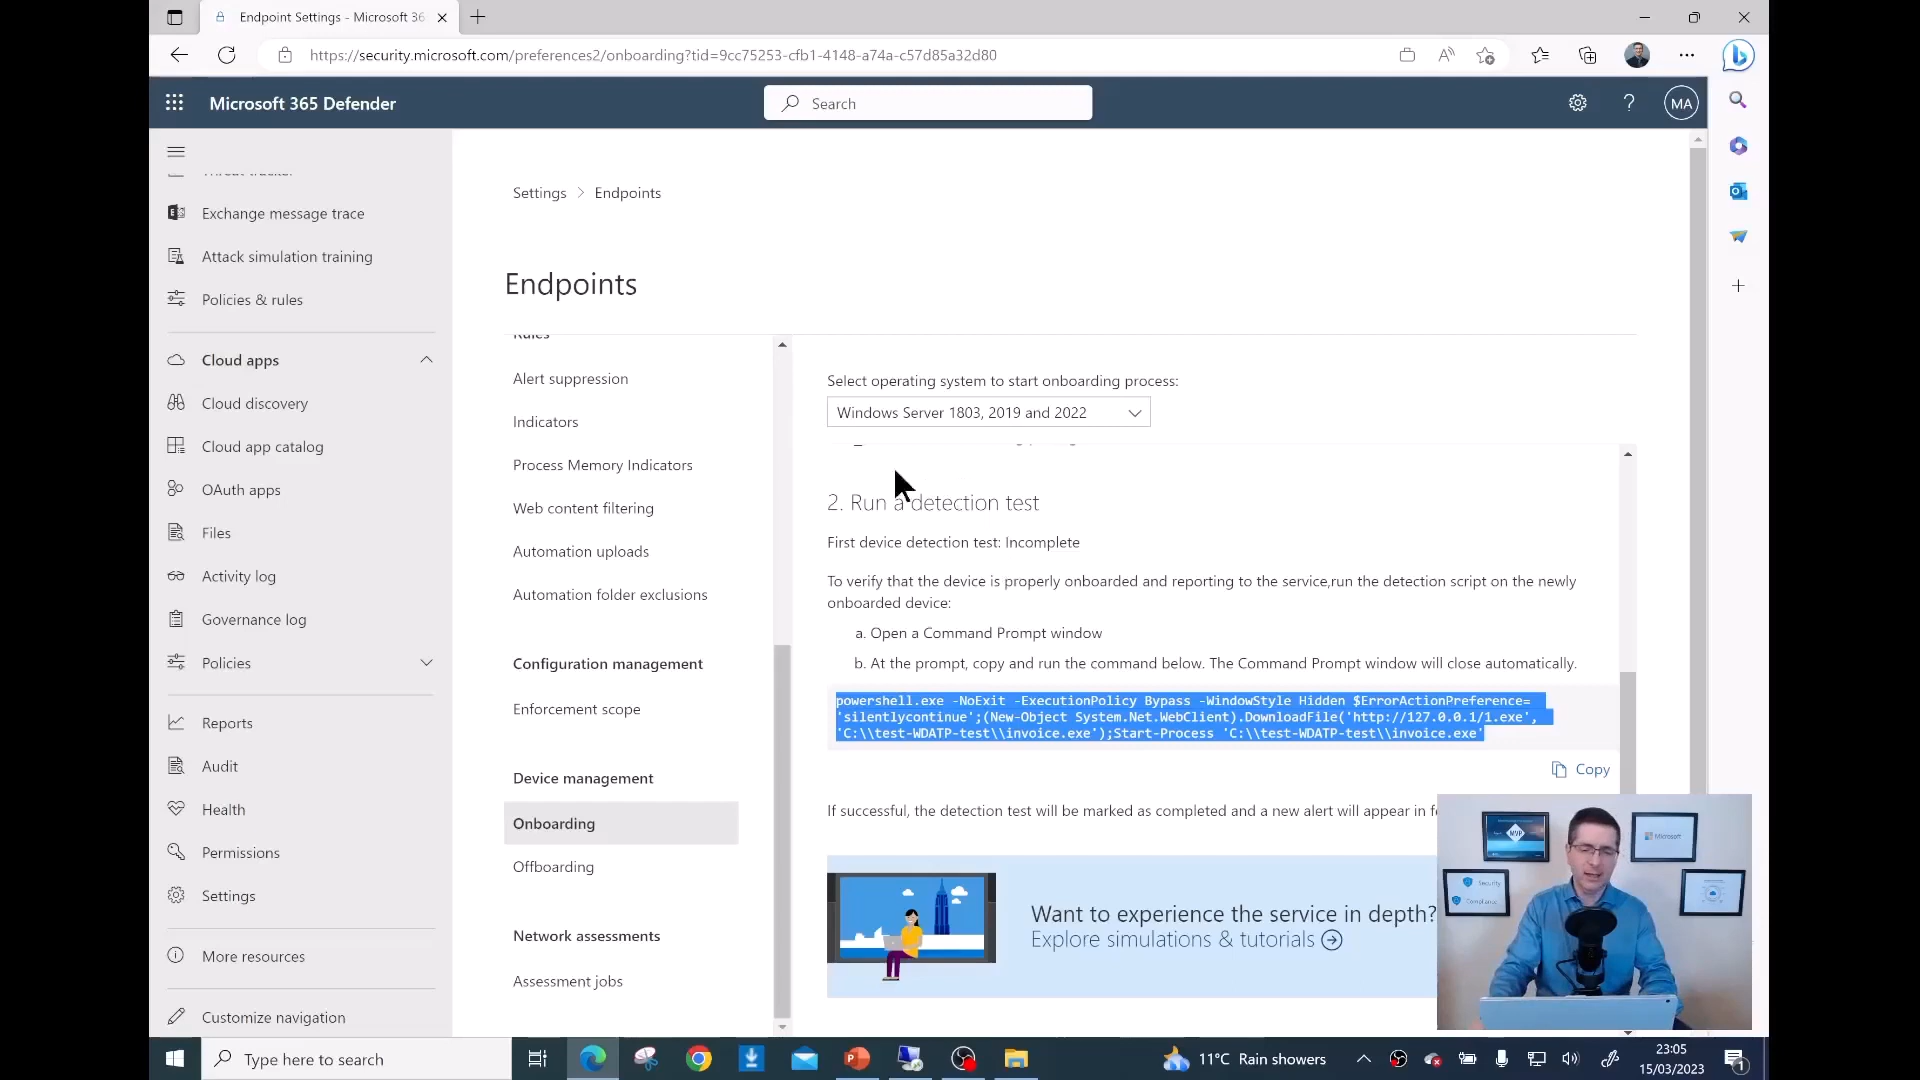 Endpoint Settings - Microsoft 36
https://security.microsoft.com/preferences2/onboarding?tid=9cc75253-cfb1-4148-a74a-c57d85a32d80
Microsoft 365 Defender
Search
MA
Exchange message trace
Attack simulation training
Policies & rules
Cloud apps
Cloud discovery
Cloud app catalog
OAuth apps
Files
Activity log
Governance log
Policies
Reports
Audit
Health
Permissions
Settings
More resources
Customize navigation
Settings > Endpoints
Endpoints
Rules
Alert suppression
Indicators
Process Memory Indicators
Web content filtering
Automation uploads
Automation folder exclusions
Configuration management
Enforcement scope
Device management
Onboarding
Offboarding
Network assessments
Assessment jobs
Select operating system to start onboarding process:
Windows Server 1803, 2019 and 2022
2. Run a detection test
First device detection test: Incomplete
To verify that the device is properly onboarded and reporting to the service,run the detection script on the newly
onboarded device:
a. Open a Command Prompt window
b. At the prompt, copy and run the command below. The Command Prompt window will close automatically.
powershell.exe -NoExit -ExecutionPolicy Bypass -WindowStyle Hidden $ErrorActionPreference=
'silentlycontinue';(New-Object System.Net.WebClient).DownloadFile('http://127.0.0.1/1.exe',
'C:\\test-WDATP-test\\invoice.exe');Start-Process 'C:\\test-WDATP-test\\invoice.exe'
Copy
If successful, the detection test will be marked as completed and a new alert will appear in
Want to experience the service in depth?
Explore simulations & tutorials
MVP
Microsoft
Security
Compliance
Type here to search
11°C Rain showers
23:05
15/03/2023
1